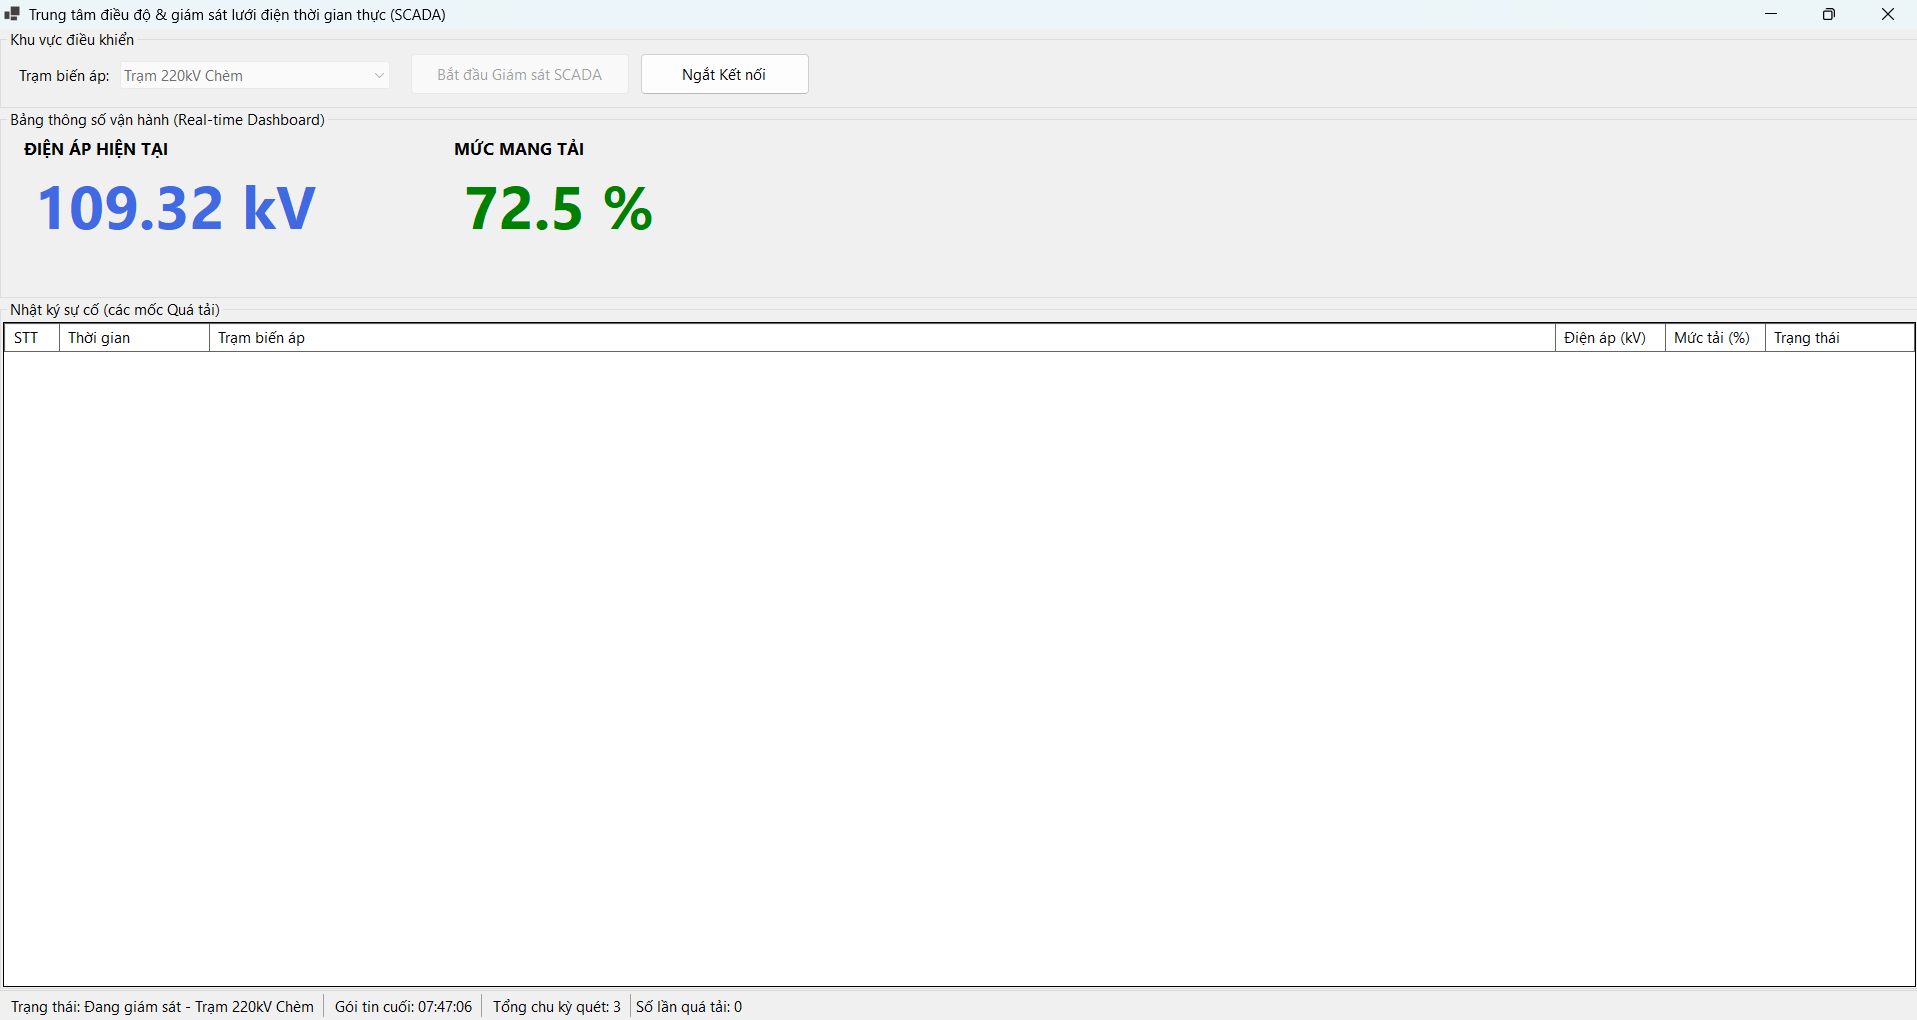 Trung tâm điều độ & giám sát lưới điện thời gian thực (SCADA)
Khu vực điều khiển
Trạm biến áp: Trạm 220kV Chèm Bắt đầu Giám sát SCADA Ngắt Kết nối
Bảng thông số vận hành (Real-time Dashboard)
ĐIỆN ÁP HIỆN TẠI MỨC MANG TẢI
109.32 kV 72.5 %
Nhật ký sự cố (các mốc Quá tải)
STT Thời gian Trạm biến áp Điện áp (kV) Mức tải (%) Trạng thái
Trạng thái: Đang giám sát - Trạm 220kV Chèm Gói tin cuối: 07:47:06 Tổng chu kỳ quét: 3 Số lần quá tải: 0